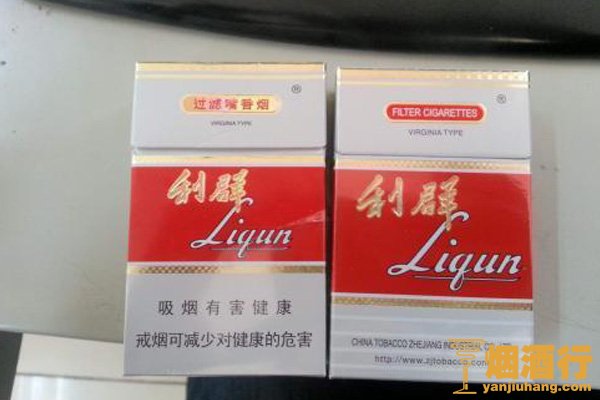 过滤嘴香烟
®
VIRGINIA TYPE
利群
Liqun
吸烟有害健康
戒烟可减少对健康的危害
FILTER CIGARETTES
®
VIRGINIA TYPE
利群
Liqun
CHINA TOBACCO ZHEJIANG INDUSTRIAL CO., LTD.
http://www.zjtobacco.com
烟酒行
yanjiuhang.com